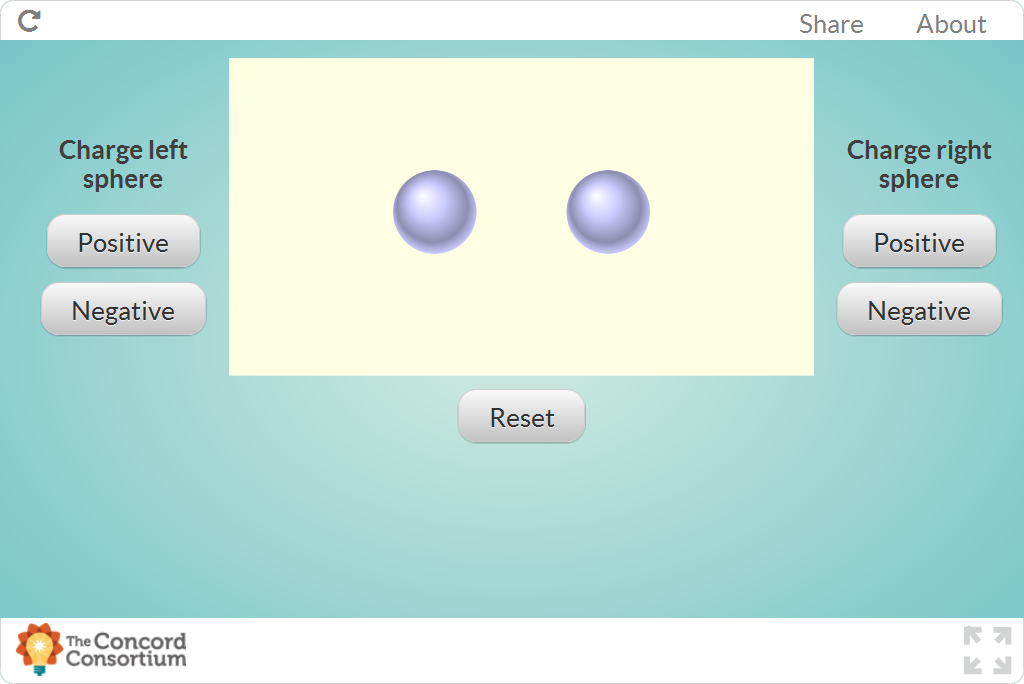 Share About
Charge left
sphere
Positive
Negative
Charge right
sphere
Positive
Negative
Reset
The Concord
Consortium